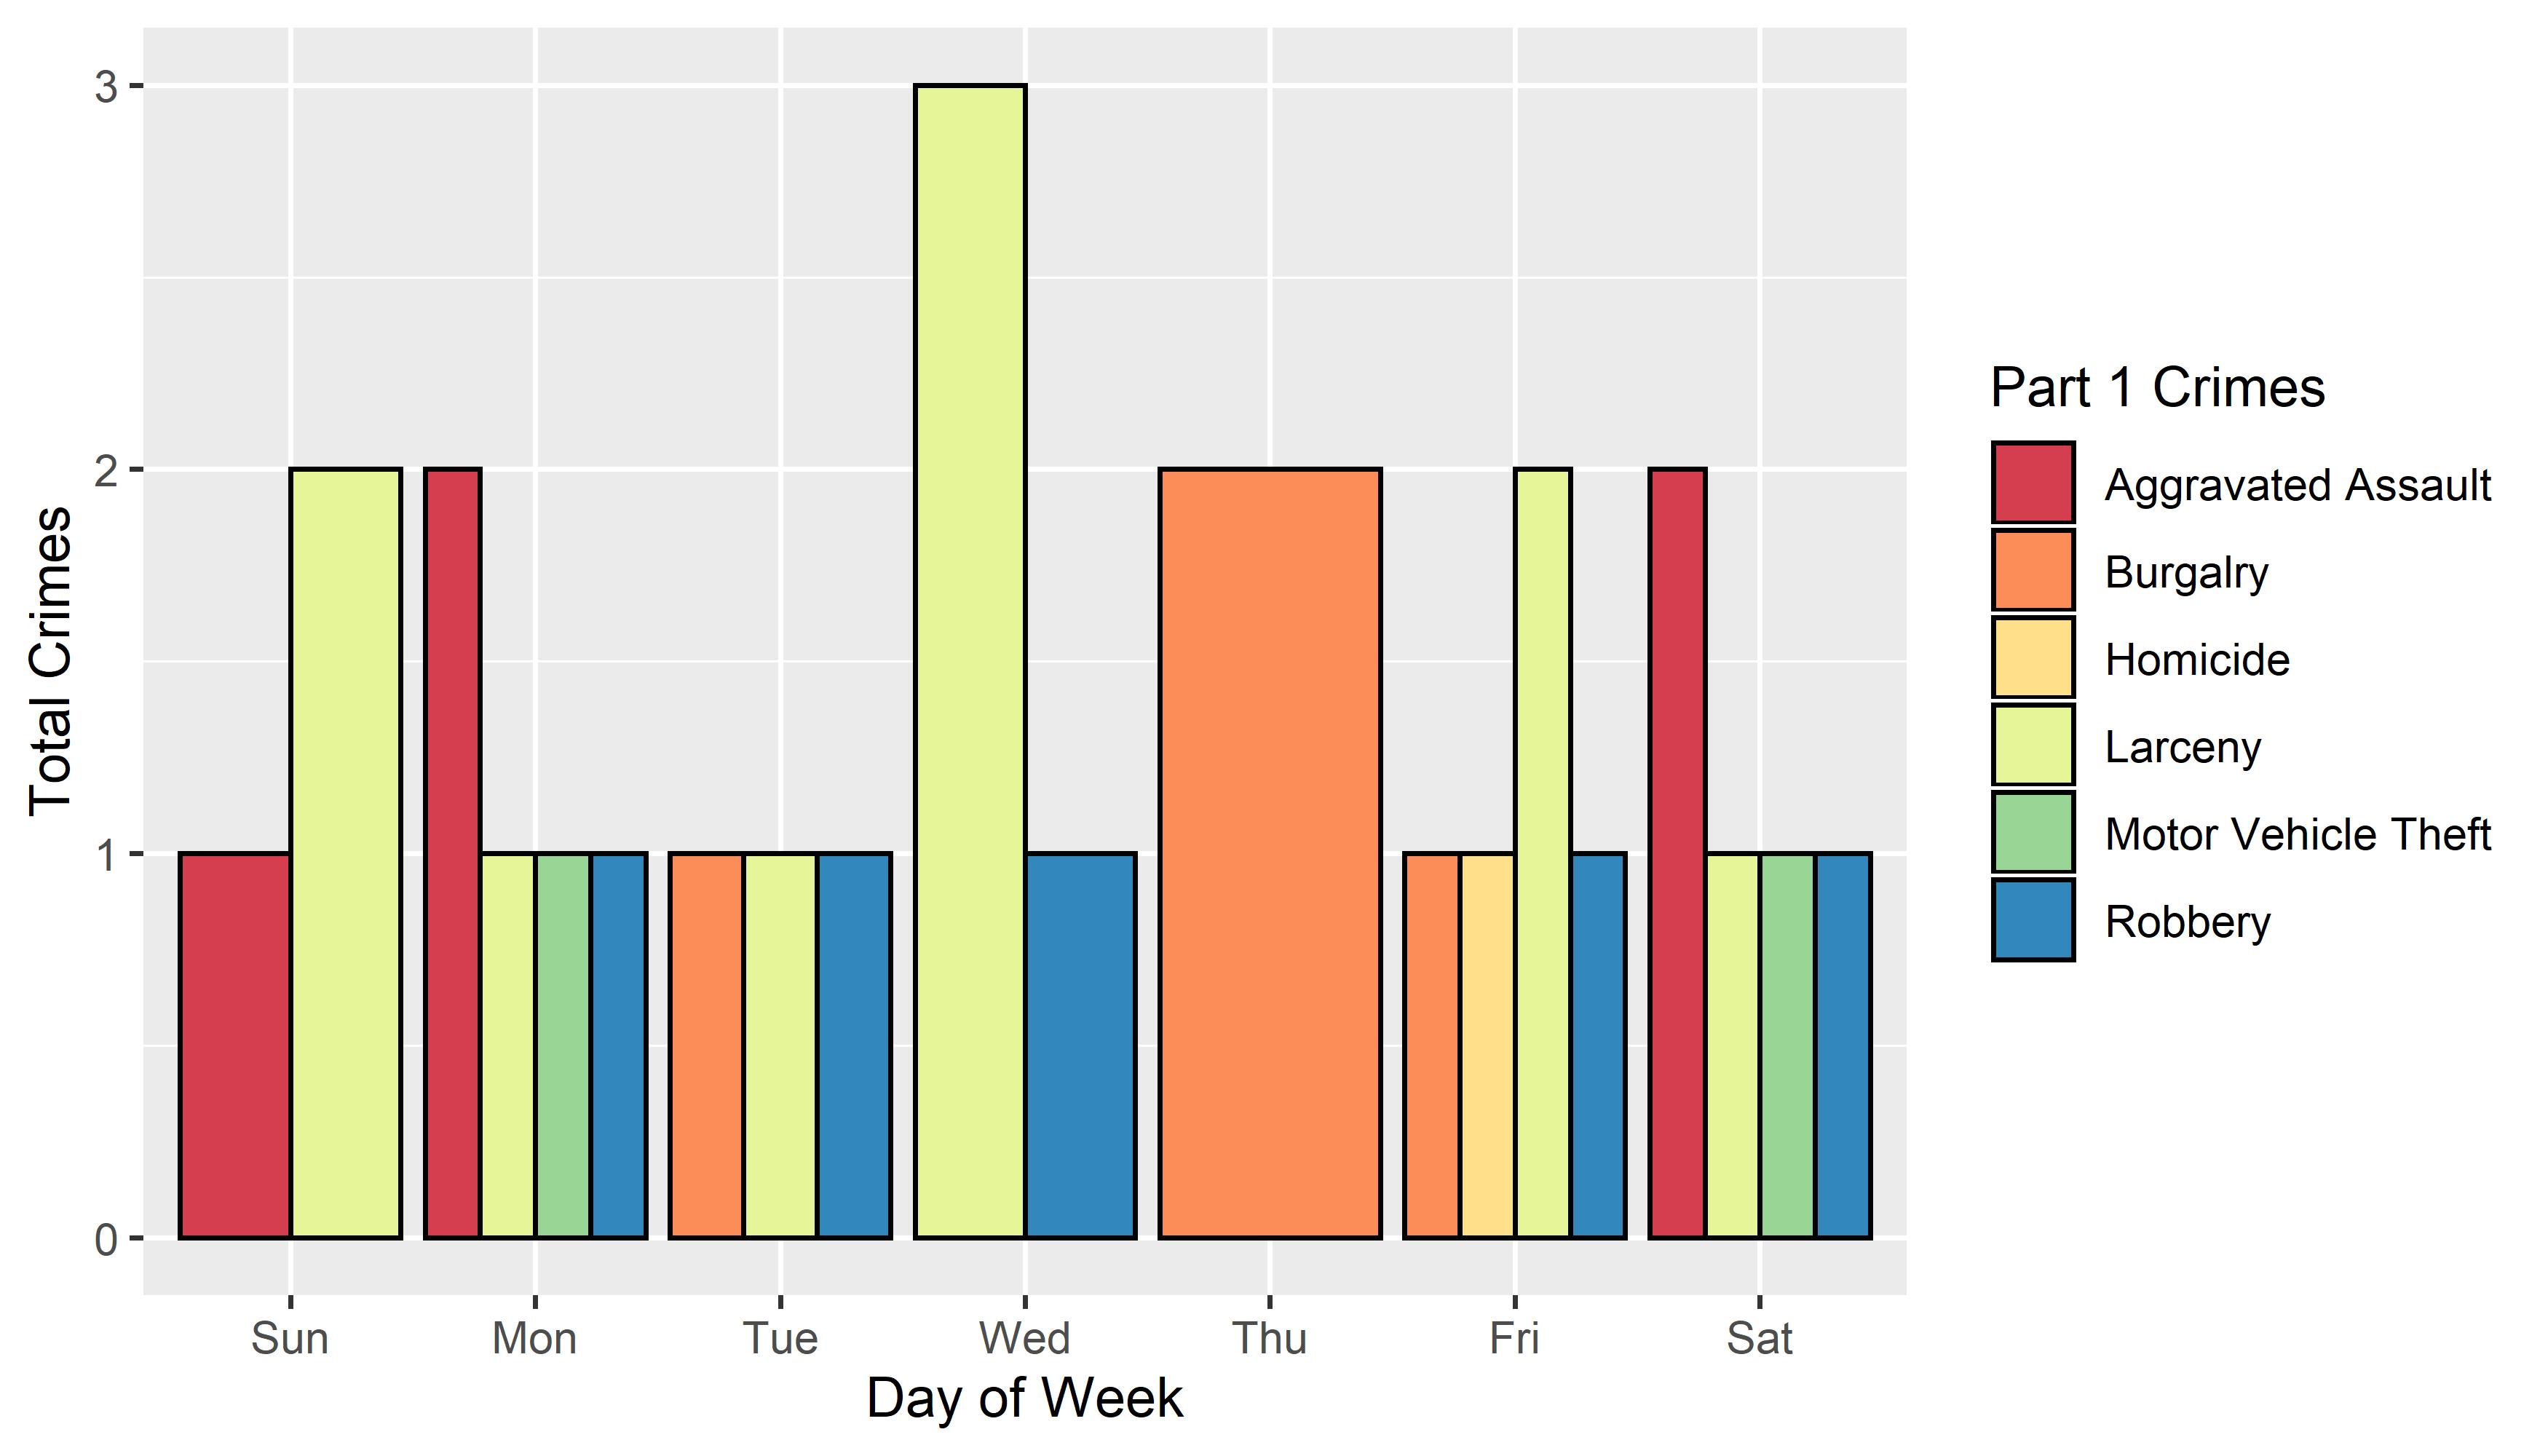 Total Crimes
3
2
1
0
Sun Mon Tue Wed Thu Fri Sat
Day of Week
Part 1 Crimes
Aggravated Assault
Burgalry
Homicide
Larceny
Motor Vehicle Theft
Robbery